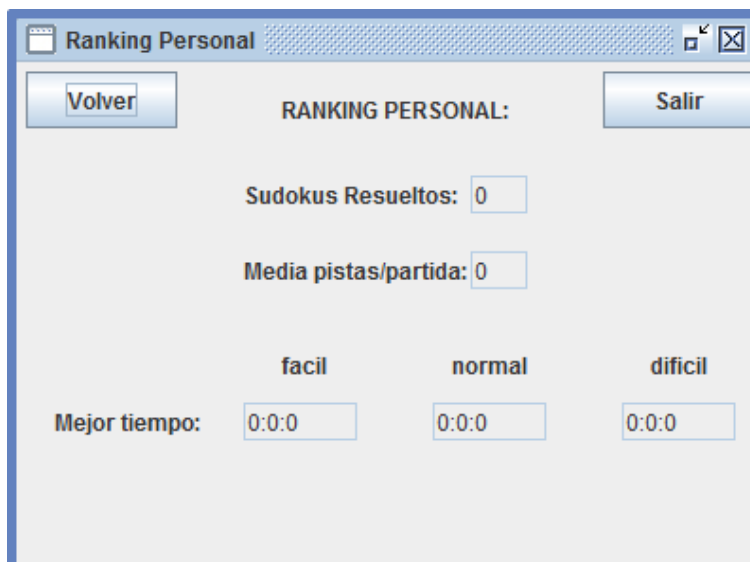 Ranking Personal
Volver
RANKING PERSONAL:
Salir
Sudokus Resueltos: 0
Media pistas/partida: 0
facil normal dificil
Mejor tiempo: 0:0:0 0:0:0 0:0:0